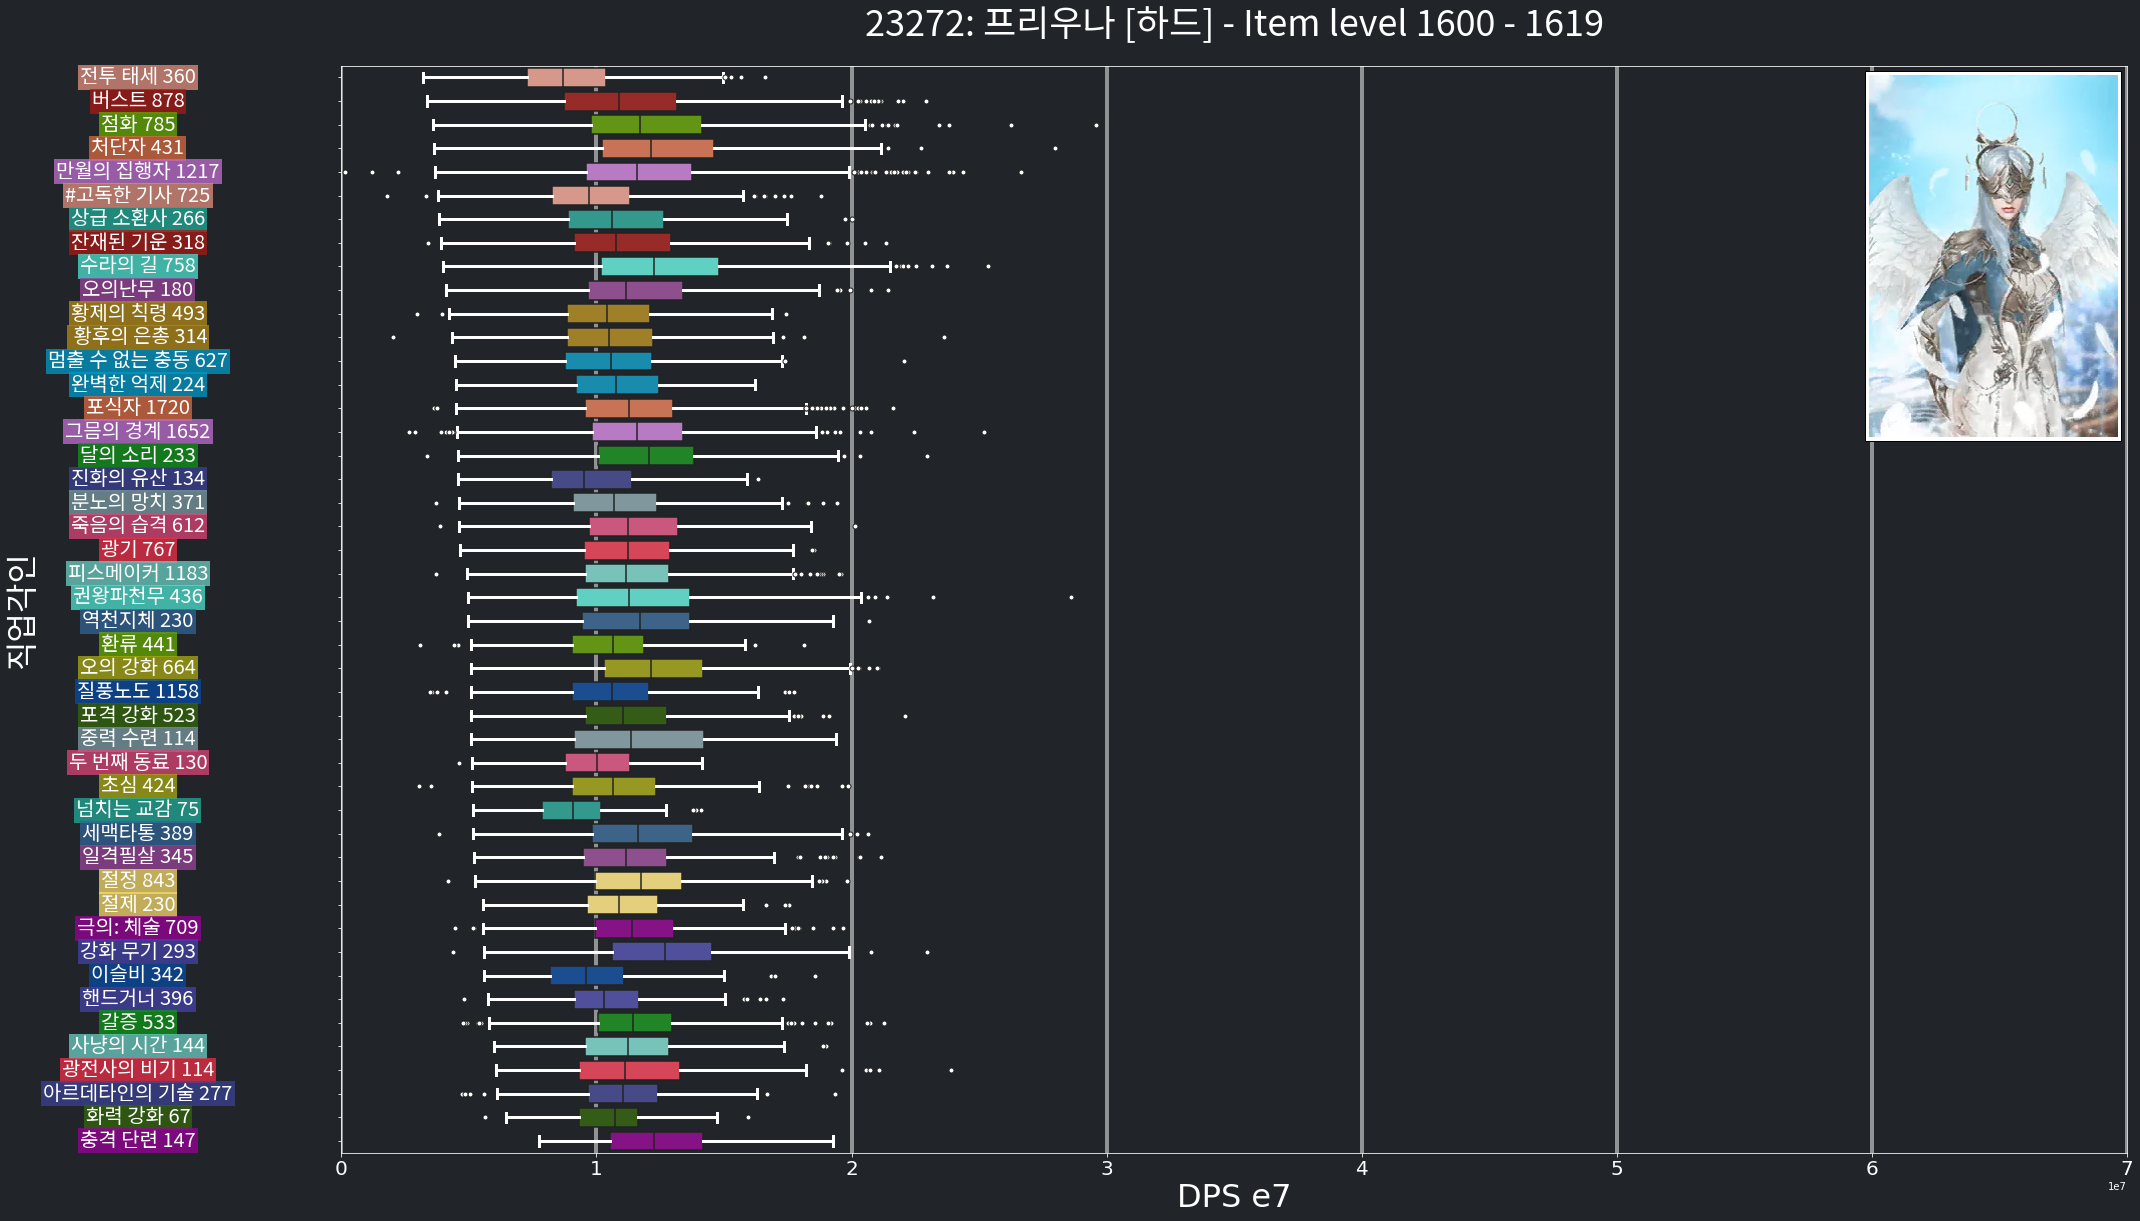 23272: 프리우나 [하드] - Item level 1600 - 1619
전투 태세 360
버스트 878
점화 785
처단자 431
만월의 집행자 1217
#고독한 기사 725
상급 소환사 266
잔재된 기운 318
수라의 길 758
오의난무 180
황제의 칙령 493
황후의 은총 314
멈출 수 없는 충동 627
완벽한 억제 224
포식자 1720
그믐의 경계 1652
달의 소리 233
진화의 유산 134
분노의 망치 371
죽음의 습격 612
광기 767
피스메이커 1183
권왕파천무 436
역천지체 230
환류 441
오의 강화 664
질풍노도 1158
포격 강화 523
중력 수련 114
두 번째 동료 130
초심 424
넘치는 교감 75
세맥타통 389
일격필살 345
절정 843
절제 230
극의: 체술 709
강화 무기 293
이슬비 342
핸드거너 396
갈증 533
사냥의 시간 144
광전사의 비기 114
아르데타인의 기술 277
화력 강화 67
충격 단련 147
직업각인
0 1 2 3 4 5 6 7
DPS e7
1e7